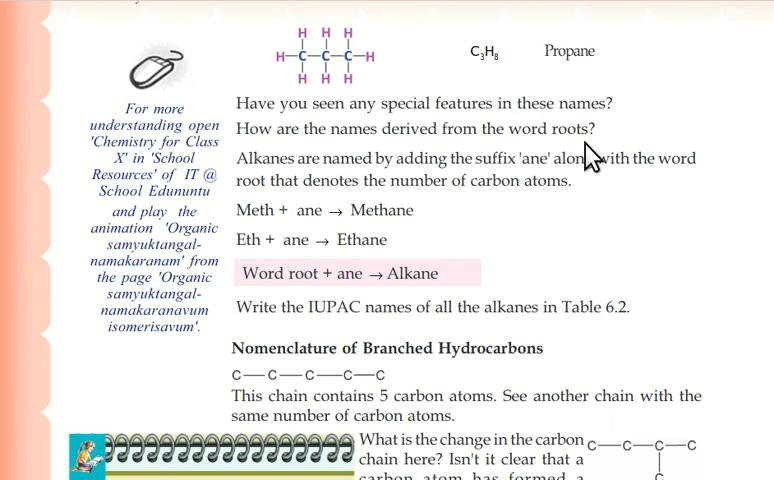 H H H
H—C—C—C—H
H H H
C₃H₈ Propane
For more
understanding open
'Chemistry for Class
X' in 'School
Resources' of IT @
School Edununtu
and play the
animation 'Organic
samyuktangal-
namakaranam' from
the page 'Organic
samyuktangal-
namakaranavum
isomerisavum'.
Have you seen any special features in these names?
How are the names derived from the word roots?
Alkanes are named by adding the suffix 'ane' with the word
root that denotes the number of carbon atoms.
Meth + ane → Methane
Eth + ane → Ethane
Word root + ane → Alkane
Write the IUPAC names of all the alkanes in Table 6.2.
Nomenclature of Branched Hydrocarbons
C—C—C—C—C
This chain contains 5 carbon atoms. See another chain with the
same number of carbon atoms.
What is the change in the carbon
chain here? Isn't it clear that a
carbon atom has formed a
C—C—C—C
C